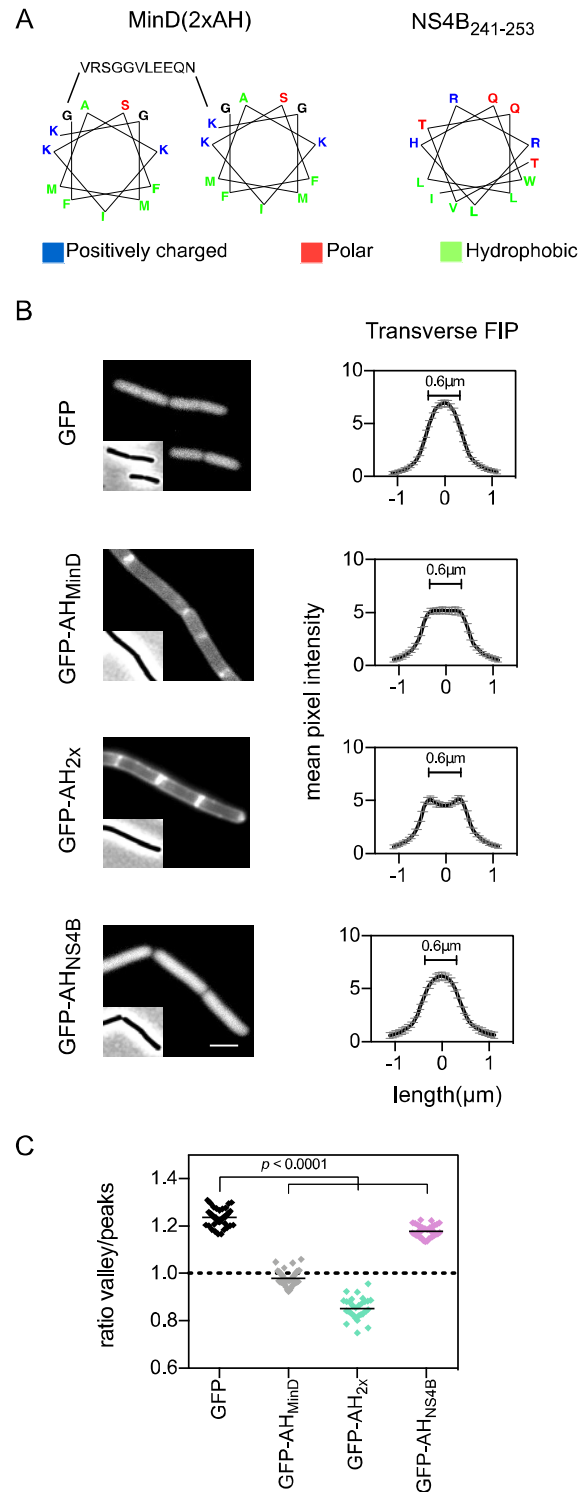 A
MinD(2xAH)
NS4B241-253
VRSGGVLEEQN
G A S G
K K K
M F I M F
G A S G
K K K
M F I M F
R Q Q
T
H R
T
L W
I V L L
Positively charged
Polar
Hydrophobic
B
Transverse FIP
GFP
10
5
0
0.6µm
-1 0 1
GFP-AHMinD
10
5
0
0.6µm
-1 0 1
mean pixel intensity
GFP-AH2x
10
5
0
0.6µm
-1 0 1
GFP-AHNS4B
10
5
0
0.6µm
-1 0 1
length(µm)
C
p < 0.0001
ratio valley/peaks
1.4
1.2
1.0
0.8
0.6
GFP
GFP-AHMinD
GFP-AH2x
GFP-AHNS4B